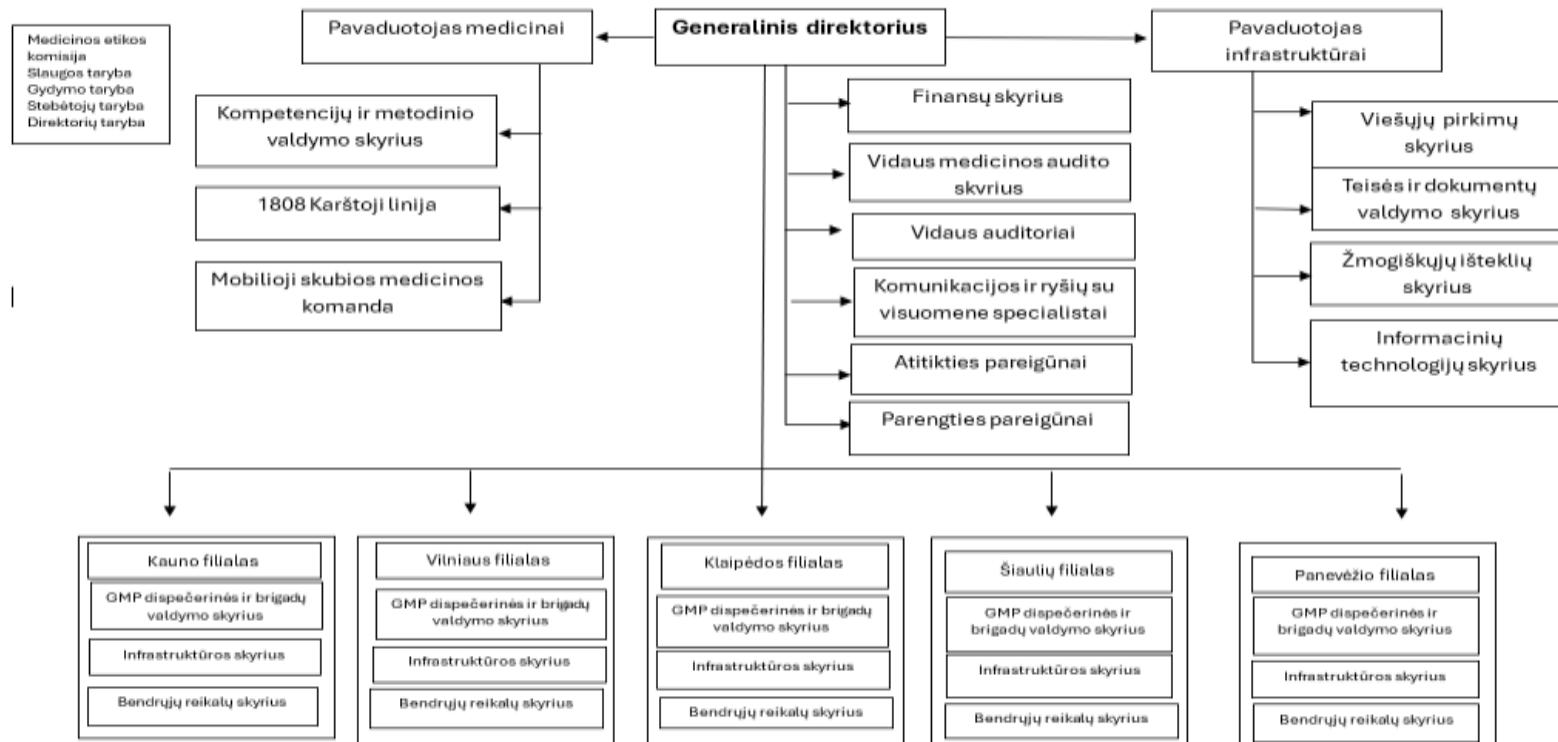 Medicinos etikos
komisija
Slaugos taryba
Gydymo taryba
Stebėtojų taryba
Direktorių taryba
Pavaduotojas medicinai
Generalinis direktorius
Pavaduotojas
infrastruktūrai
Kompetencijų ir metodinio
valdymo skyrius
1808 Karštoji linija
Mobilioji skubios medicinos
komanda
Finansų skyrius
Vidaus medicinos audito
skvrius
Vidaus auditoriai
Komunikacijos ir ryšių su
visuomene specialistai
Atitikties pareigūnai
Parengties pareigūnai
Viešųjų pirkimų
skyrius
Teisės ir dokumentų
valdymo skyrius
Žmogiškųjų išteklių
skyrius
Informacinių
technologijų skyrius
Kauno filialas
GMP dispečerinės ir brigadų
valdymo skyrius
Infrastruktūros skyrius
Bendrųjų reikalų skyrius
Vilniaus filialas
GMP dispečerinės ir brigadų
valdymo skyrius
Infrastruktūros skyrius
Bendrųjų reikalų skyrius
Klaipėdos filialas
GMP dispečerinės ir brigadų
valdymo skyrius
Infrastruktūros skyrius
Bendrųjų reikalų skyrius
Šiaulių filialas
GMP dispečerinės ir
brigadų valdymo skyrius
Infrastruktūros skyrius
Bendrųjų reikalų skyrius
Panevėžio filialas
GMP dispečerinės ir
brigadų valdymo skyrius
Infrastruktūros skyrius
Bendrųjų reikalų skyrius